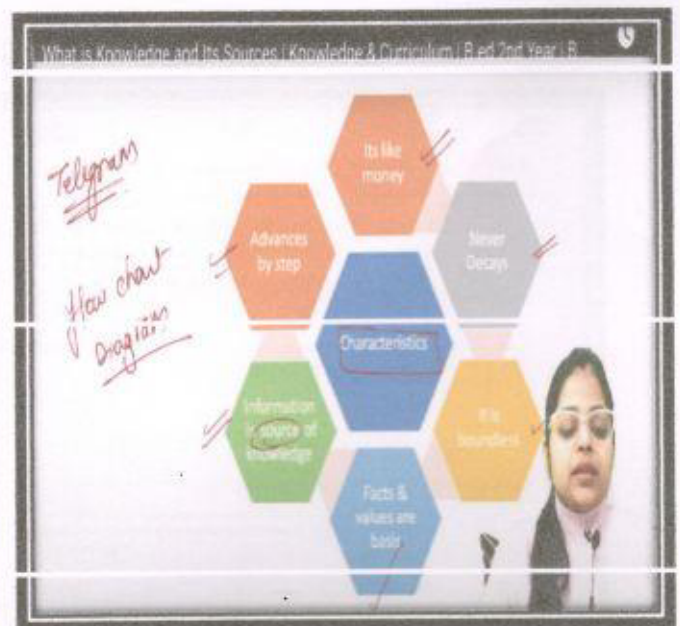 What is Knowledge and Its Sources | Knowledge & Curriculum | B.ed 2nd Year | B
Telegram
Flow chart
Diagram
Its like
money
Advances
by step
Never
Decays
Characteristics
Information
is source of
knowledge
It is
boundless
Facts &
values are
basis